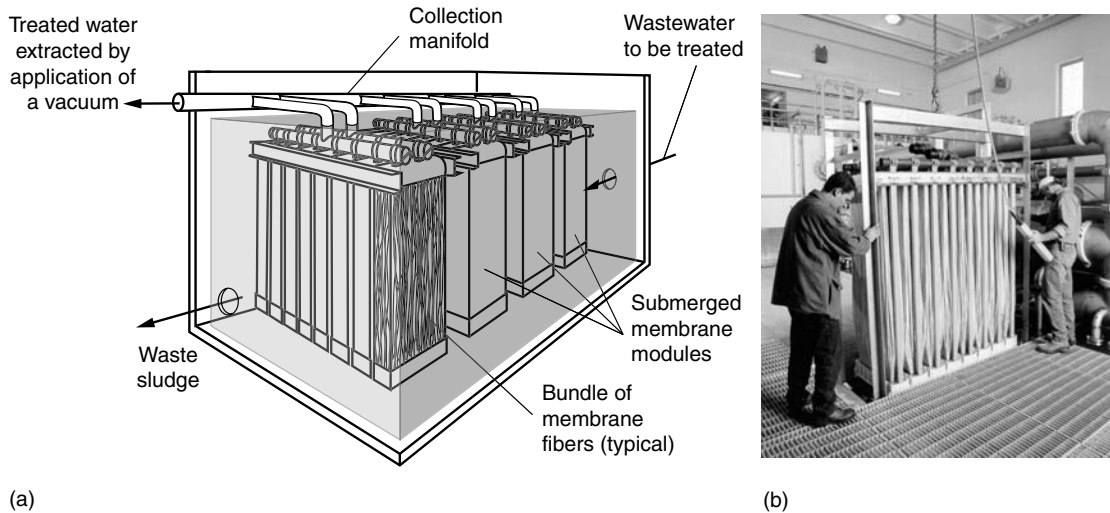 Treated water
extracted by
application of
a vacuum
Collection
manifold
Wastewater
to be treated
Submerged
membrane
modules
Waste
sludge
Bundle of
membrane
fibers (typical)
(a)
(b)